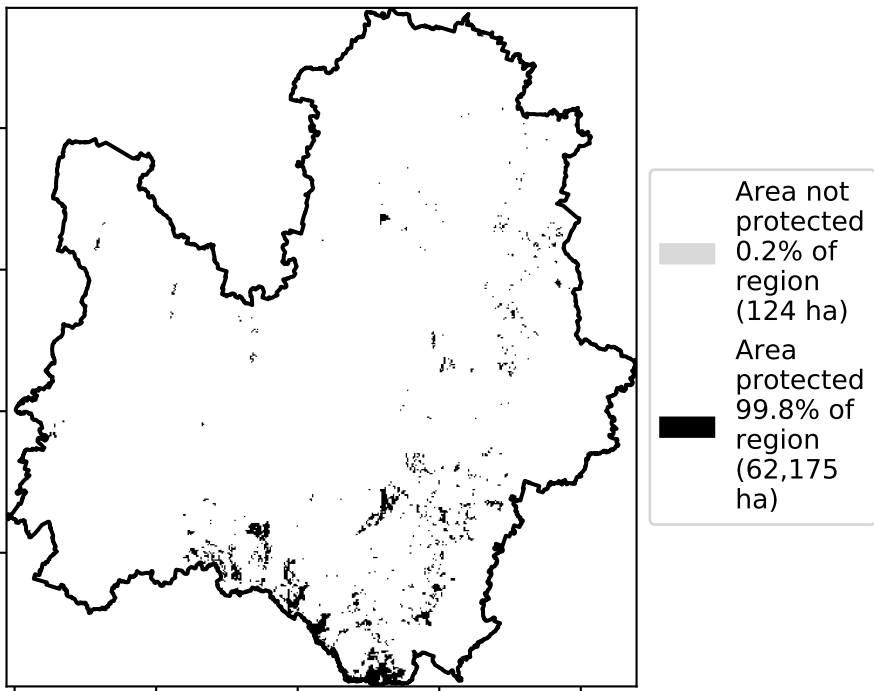 Area not
protected
0.2% of
region
(124 ha)
Area
protected
99.8% of
region
(62,175
ha)